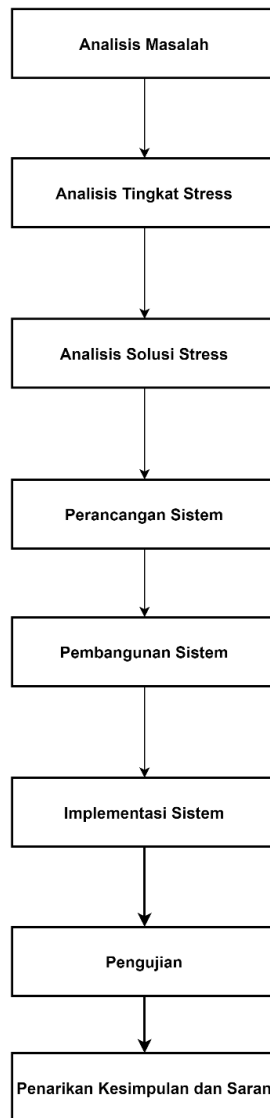 Analisis Masalah
Analisis Tingkat Stress
Analisis Solusi Stress
Perancangan Sistem
Pembangunan Sistem
Implementasi Sistem
Pengujian
Penarikan Kesimpulan dan Saran